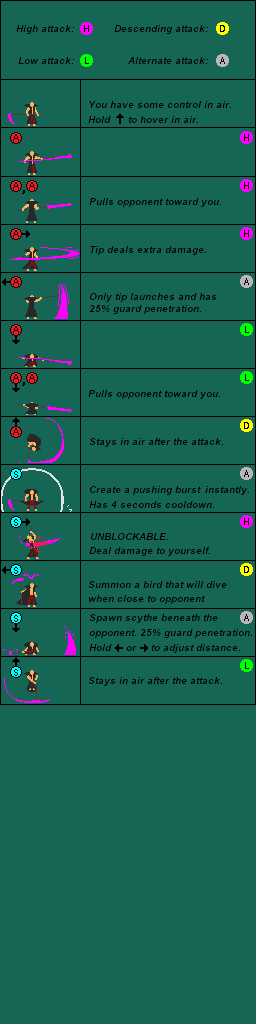 High attack: H Descending attack: D
Low attack: L Alternate attack: A
You have some control in air.
Hold ↑ to hover in air.
A H
A,A H
Pulls opponent toward you.
A→ H
Tip deals extra damage.
←A A
Only tip launches and has
25% guard penetration.
A L
↓
A,A L
↓
Pulls opponent toward you.
↑ D
A
Stays in air after the attack.
S A
Create a pushing burst instantly.
Has 4 seconds cooldown.
S→ H
UNBLOCKABLE.
Deal damage to yourself.
←S D
Summon a bird that will dive
when close to opponent
S A
↓
Spawn scythe beneath the
opponent. 25% guard penetration.
Hold ← or → to adjust distance.
↑ L
S
Stays in air after the attack.